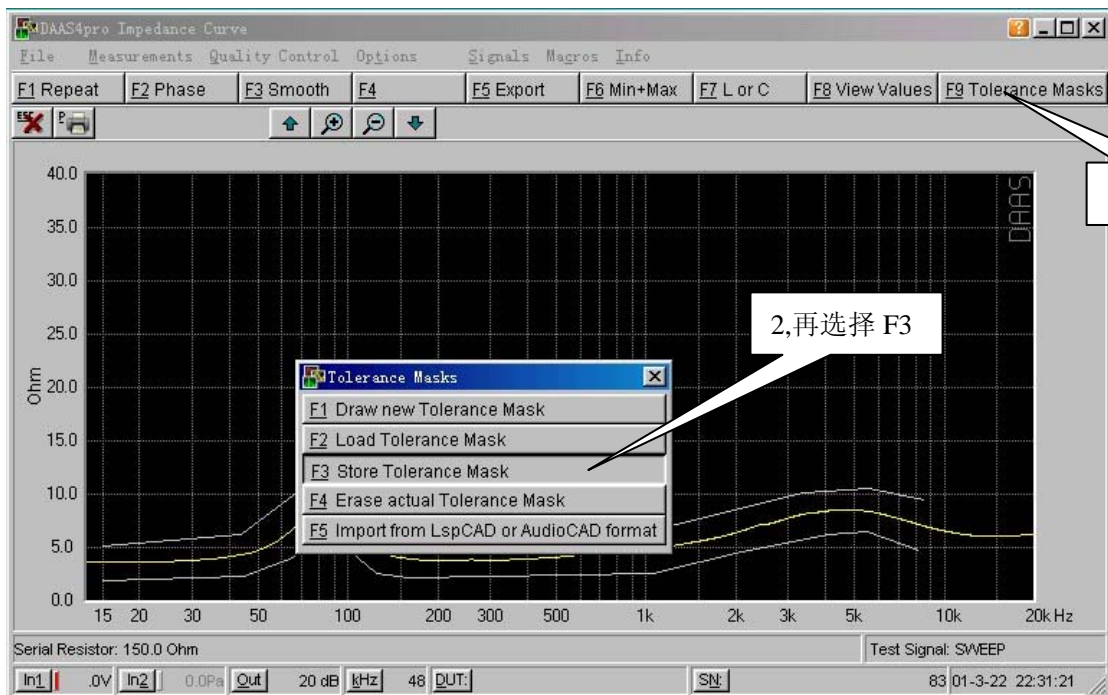 DAAS4pro Impedance Curve
File Measurements Quality Control Options Signals Macros Info
F1 Repeat F2 Phase F3 Smooth F4 F5 Export F6 Min+Max F7 L or C F8 View Values F9 Tolerance Masks
ESC P
DAAS
40.0
35.0
30.0
25.0
20.0
15.0
10.0
5.0
0.0
Ohm
2,再选择 F3
Tolerance Masks
F1 Draw new Tolerance Mask
F2 Load Tolerance Mask
F3 Store Tolerance Mask
F4 Erase actual Tolerance Mask
F5 Import from LspCAD or AudioCAD format
15 20 30 50 100 200 300 500 1k 2k 3k 5k 10k 20k Hz
Serial Resistor: 150.0 Ohm Test Signal: SWEEP
In1 .0V In2 0.0Pa Out 20 dB kHz 48 DUT: SN: 83 01-3-22 22:31:21